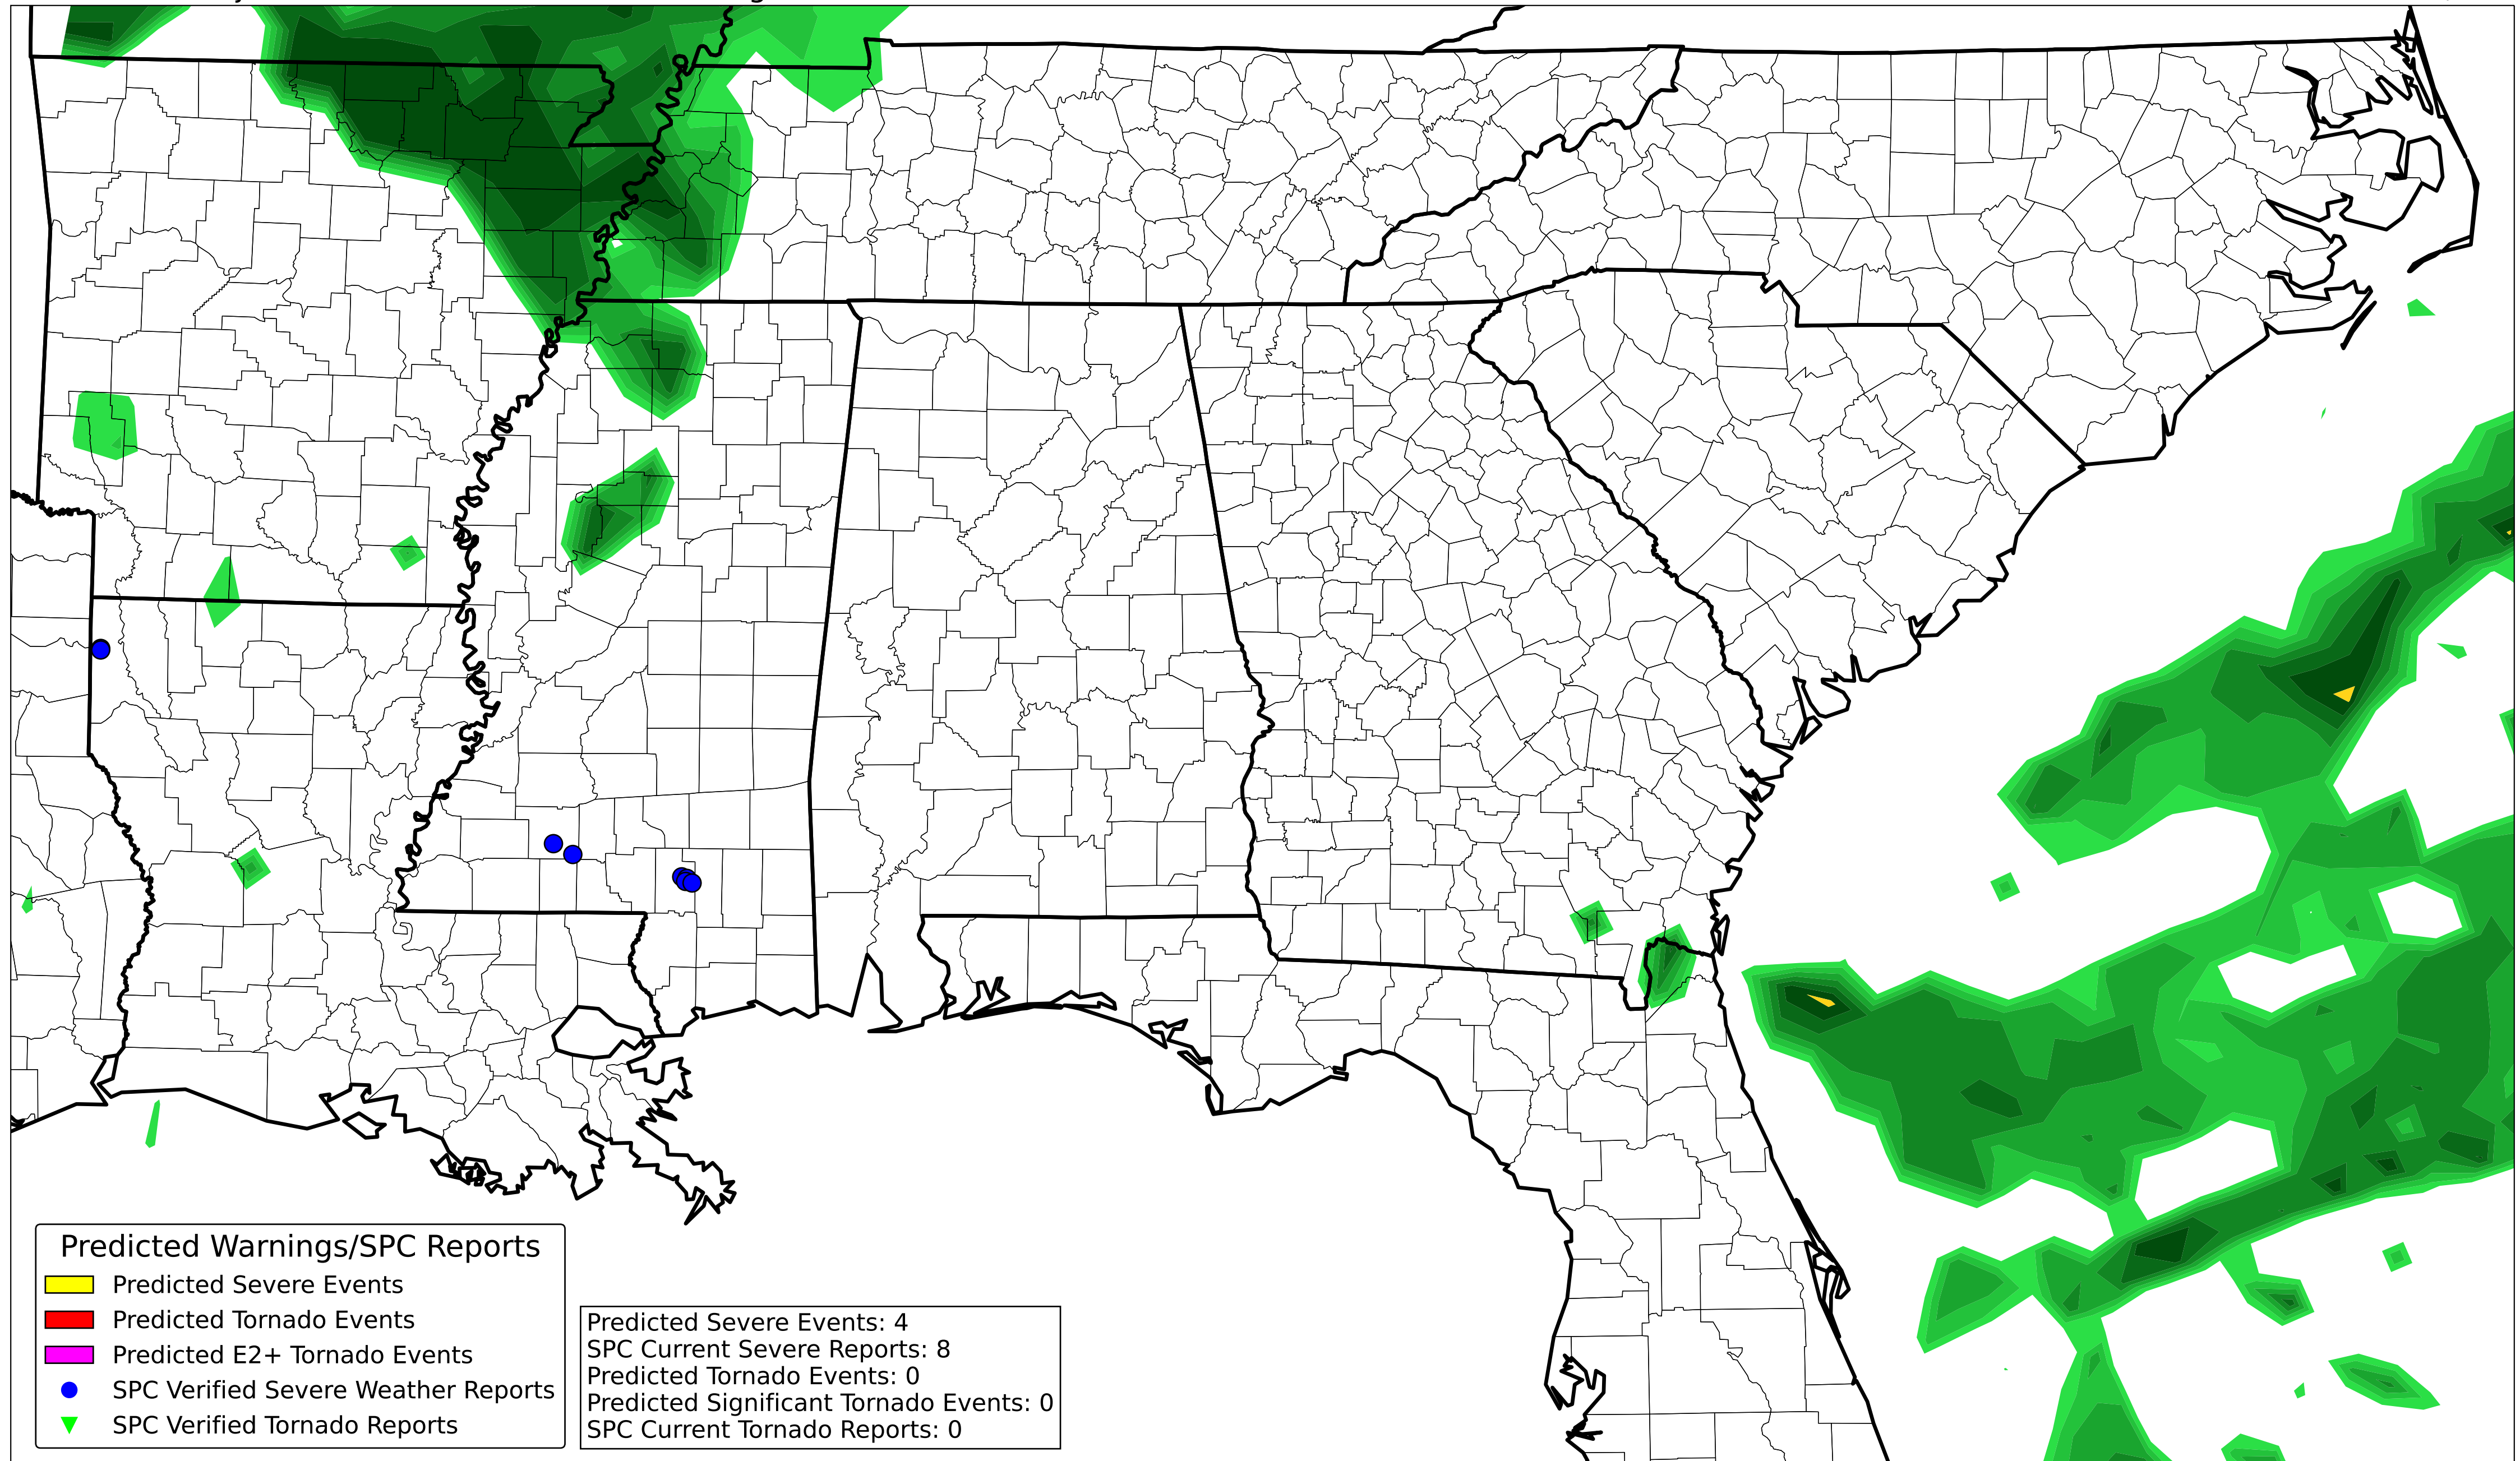 Predicted Warnings/SPC Reports
Predicted Severe Events
Predicted Tornado Events
Predicted E2+ Tornado Events
SPC Verified Severe Weather Reports
SPC Verified Tornado Reports
Predicted Severe Events: 4
SPC Current Severe Reports: 8
Predicted Tornado Events: 0
Predicted Significant Tornado Events: 0
SPC Current Tornado Reports: 0